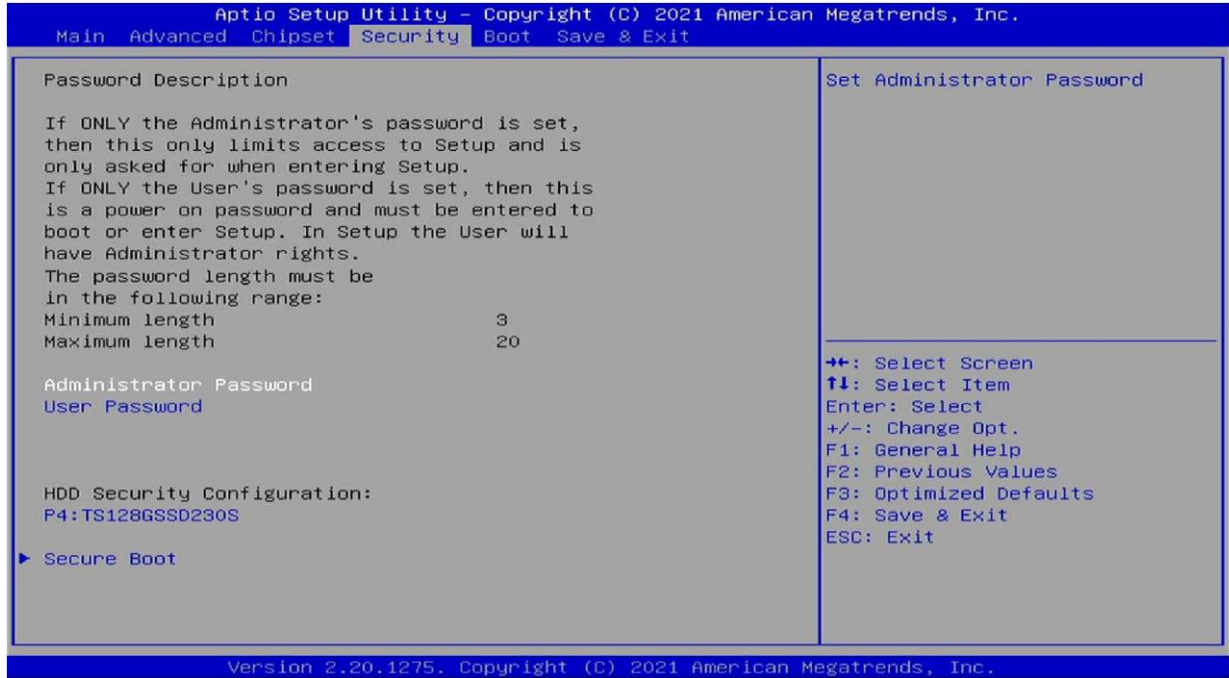 Aptio Setup Utility – Copyright (C) 2021 American Megatrends, Inc.
Main Advanced Chipset Security Boot Save & Exit
Password Description
If ONLY the Administrator's password is set,
then this only limits access to Setup and is
only asked for when entering Setup.
If ONLY the User's password is set, then this
is a power on password and must be entered to
boot or enter Setup. In Setup the User will
have Administrator rights.
The password length must be
in the following range:
Minimum length 3
Maximum length 20
Administrator Password
User Password
HDD Security Configuration:
P4:TS128GSSD230S
▶ Secure Boot
Set Administrator Password
→←: Select Screen
↑↓: Select Item
Enter: Select
+/-: Change Opt.
F1: General Help
F2: Previous Values
F3: Optimized Defaults
F4: Save & Exit
ESC: Exit
Version 2.20.1275. Copyright (C) 2021 American Megatrends, Inc.